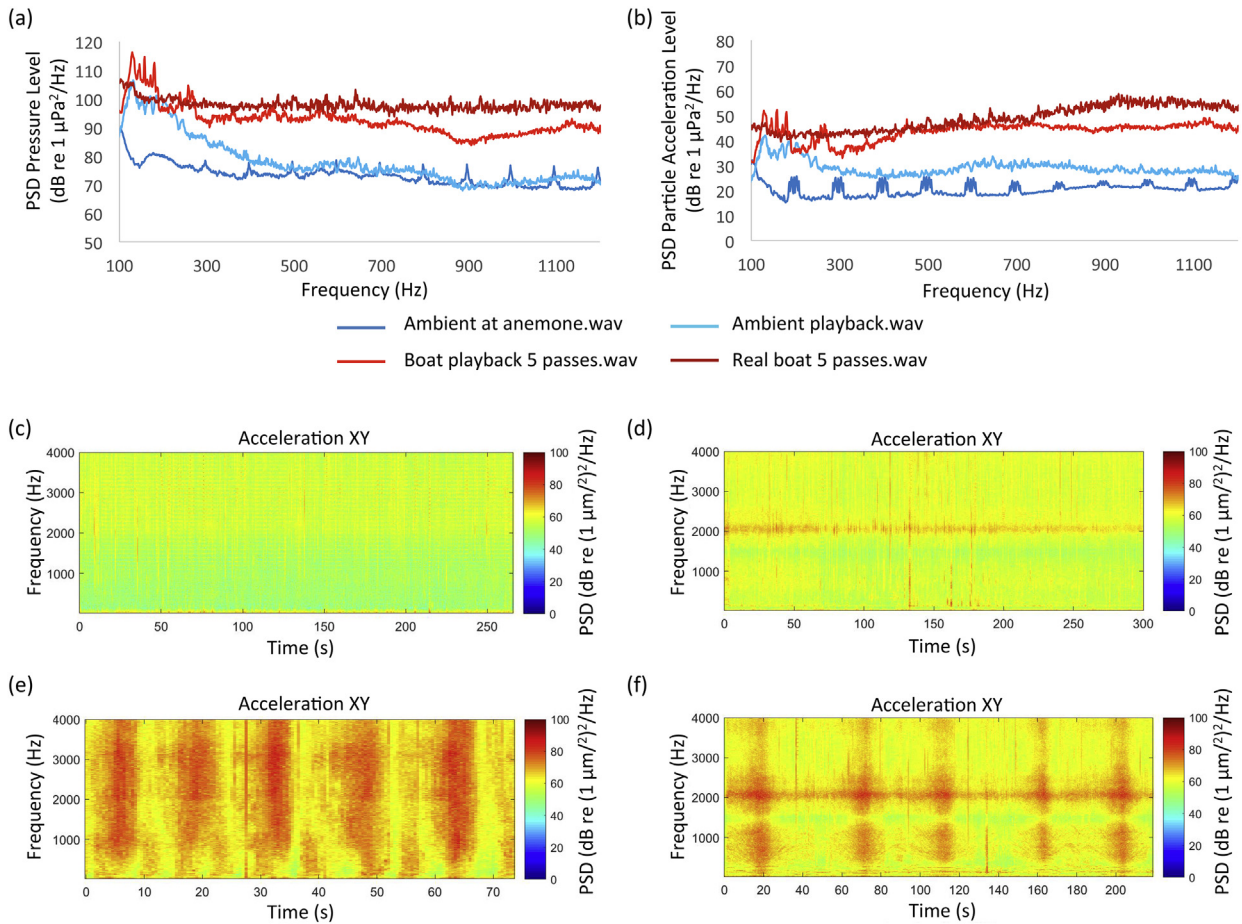 (a)
PSD Pressure Level
(dB re 1 µPa²/Hz)
120
110
100
90
80
70
60
50
100 300 500 700 900 1100
Frequency (Hz)
(b)
PSD Particle Acceleration Level
(dB re 1 µPa²/Hz)
80
70
60
50
40
30
20
10
0
100 300 500 700 900 1100
Frequency (Hz)
Ambient at anemone.wav
Ambient playback.wav
Boat playback 5 passes.wav
Real boat 5 passes.wav
(c)
Acceleration XY
Frequency (Hz)
4000
3000
2000
1000
0 50 100 150 200 250
Time (s)
100
80
60
40
20
0
PSD (dB re (1 µm/²)²/Hz)
(d)
Acceleration XY
Frequency (Hz)
4000
3000
2000
1000
0 50 100 150 200 250 300
Time (s)
100
80
60
40
20
0
PSD (dB re (1 µm/²)²/Hz)
(e)
Acceleration XY
Frequency (Hz)
4000
3000
2000
1000
0 10 20 30 40 50 60 70
Time (s)
100
80
60
40
20
0
PSD (dB re (1 µm/²)²/Hz)
(f)
Acceleration XY
Frequency (Hz)
4000
3000
2000
1000
0 20 40 60 80 100 120 140 160 180 200
Time (s)
100
80
60
40
20
0
PSD (dB re (1 µm/²)²/Hz)